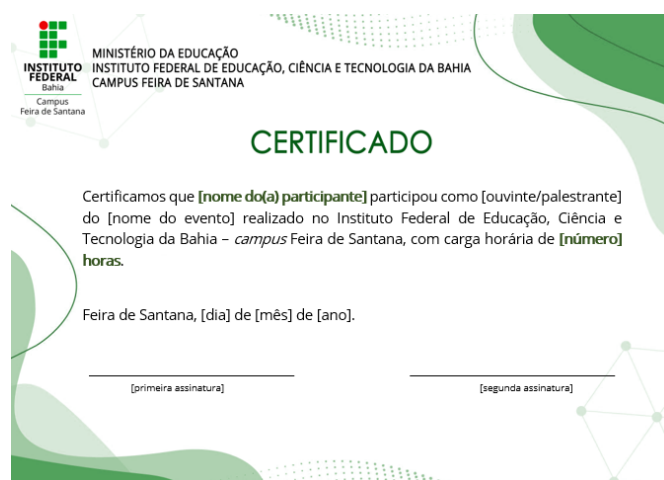 INSTITUTO
FEDERAL
Bahia
Campus
Feira de Santana
MINISTÉRIO DA EDUCAÇÃO
INSTITUTO FEDERAL DE EDUCAÇÃO, CIÊNCIA E TECNOLOGIA DA BAHIA
CAMPUS FEIRA DE SANTANA
CERTIFICADO
Certificamos que [nome do(a) participante] participou como [ouvinte/palestrante]
do [nome do evento] realizado no Instituto Federal de Educação, Ciência e
Tecnologia da Bahia – campus Feira de Santana, com carga horária de [número]
horas.
Feira de Santana, [dia] de [mês] de [ano].
[primeira assinatura]
[segunda assinatura]